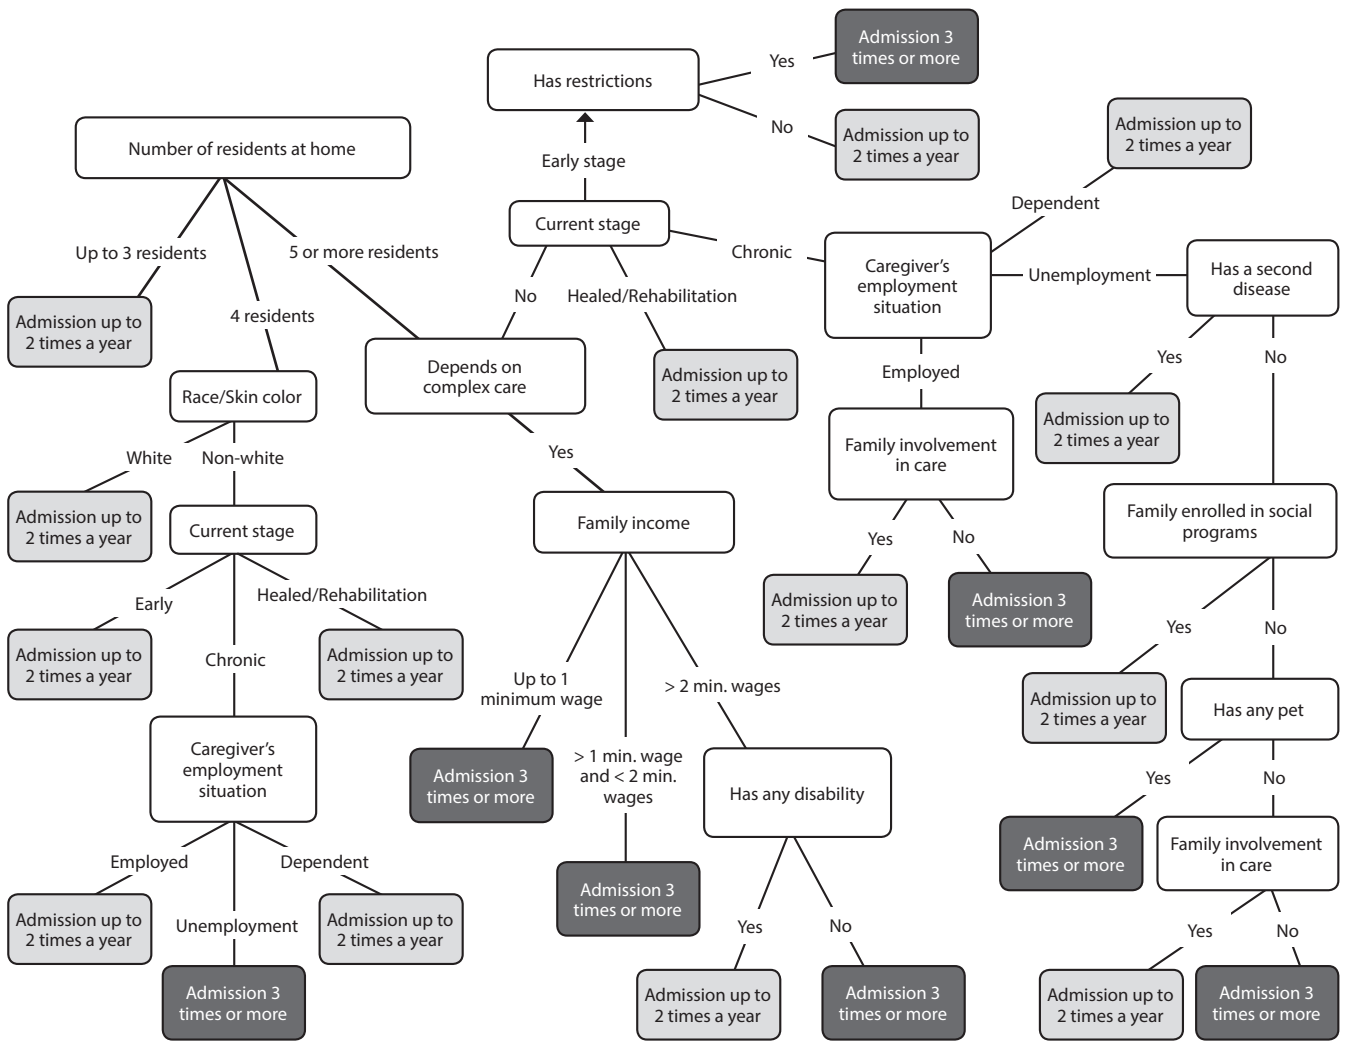 Admission 3
times or more
Yes
Has restrictions
No
Admission up to
2 times a year
Admission up to
2 times a year
Number of residents at home
Early stage
Dependent
Current stage
Up to 3 residents
5 or more residents
Chronic
Caregiver's
employment
situation
Unemployment
Has a second
disease
No
Healed/Rehabilitation
Admission up to
2 times a year
4 residents
Yes
No
Depends on
complex care
Admission up to
2 times a year
Employed
Race/Skin color
Admission up to
2 times a year
Family involvement
in care
White
Non-white
Yes
Admission up to
2 times a year
Current stage
Family income
Family enrolled in social
programs
Yes
No
Early
Healed/Rehabilitation
Admission up to
2 times a year
Admission 3
times or more
Yes
No
Admission up to
2 times a year
Chronic
Admission up to
2 times a year
Up to 1
minimum wage
> 2 min. wages
Admission up to
2 times a year
Has any pet
Caregiver's
employment
situation
Admission 3
times or more
> 1 min. wage
and < 2 min.
wages
Has any disability
Yes
No
Admission 3
times or more
Family involvement
in care
Employed
Dependent
Admission 3
times or more
Admission up to
2 times a year
Unemployment
Admission up to
2 times a year
Yes
No
Yes
No
Admission 3
times or more
Admission up to
2 times a year
Admission 3
times or more
Admission up to
2 times a year
Admission 3
times or more